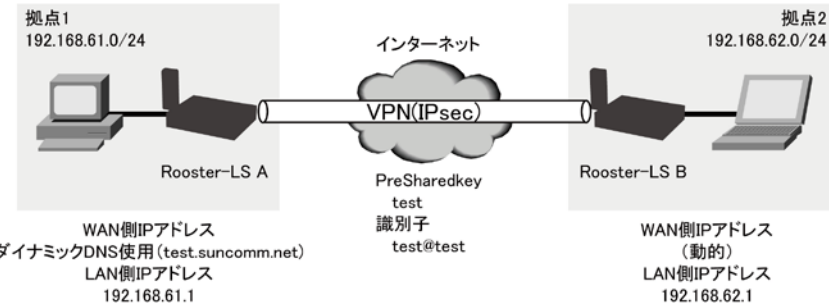 拠点1
192.168.61.0/24
拠点2
192.168.62.0/24
インターネット
VPN(IPsec)
Rooster-LS A
Rooster-LS B
PreSharedkey
test
識別子
test@test
WAN側IPアドレス
ダイナミックDNS使用(test.suncomm.net)
LAN側IPアドレス
192.168.61.1
WAN側IPアドレス
(動的)
LAN側IPアドレス
192.168.62.1